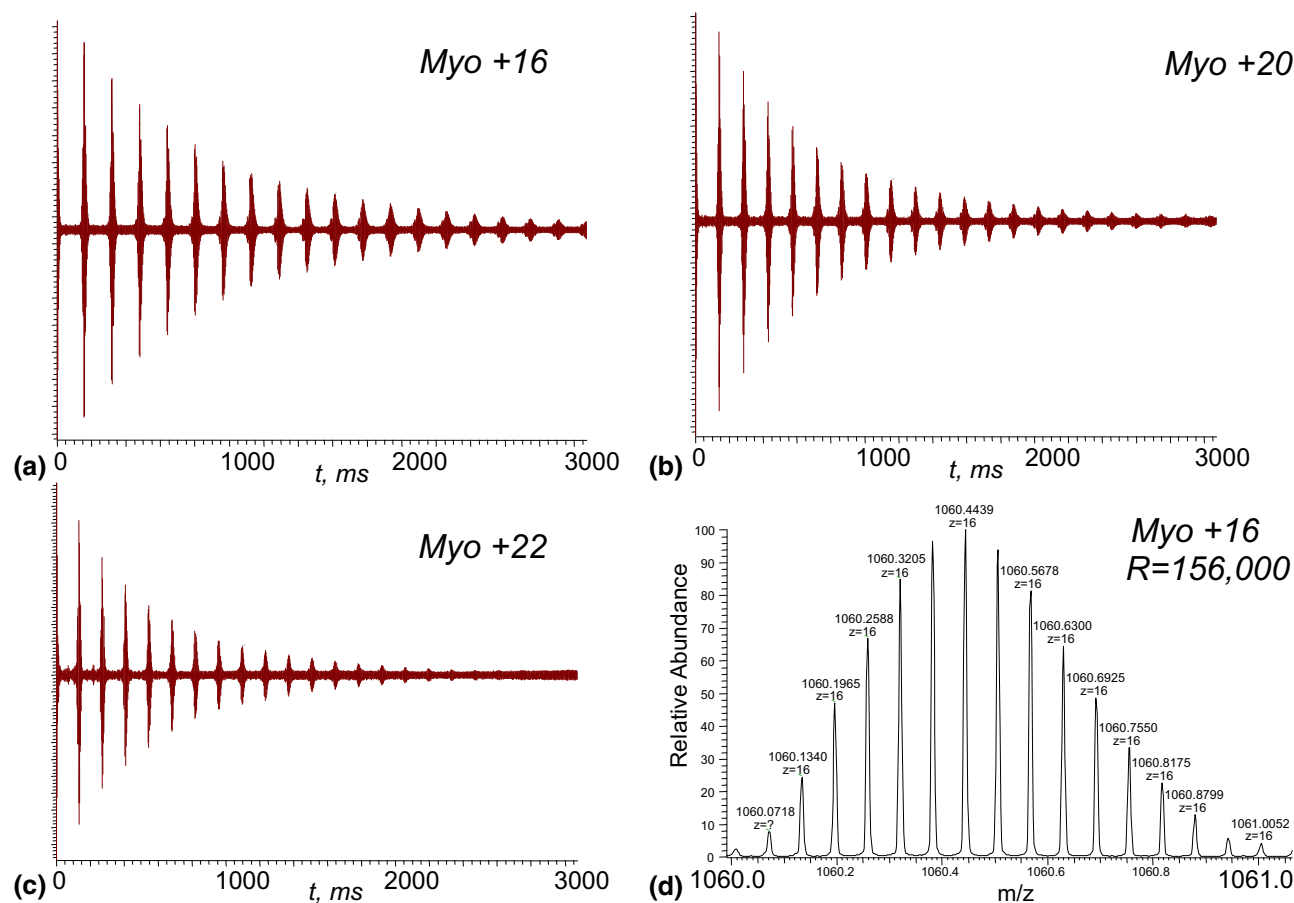 Myo +16
0 1000 2000 3000
t, ms
(a)
Myo +20
0 1000 2000 3000
t, ms
(b)
Myo +22
0 1000 2000 3000
t, ms
(c)
Myo +16
R=156,000
Relative Abundance
100
90
80
70
60
50
40
30
20
10
0
1060.0718
z=?
1060.1340
z=16
1060.1965
z=16
1060.2588
z=16
1060.3205
z=16
1060.4439
z=16
1060.5678
z=16
1060.6300
z=16
1060.6925
z=16
1060.7550
z=16
1060.8175
z=16
1060.8799
z=16
1061.0052
z=16
1060.0 1060.2 1060.4 1060.6 1060.8 1061.0
m/z
(d)